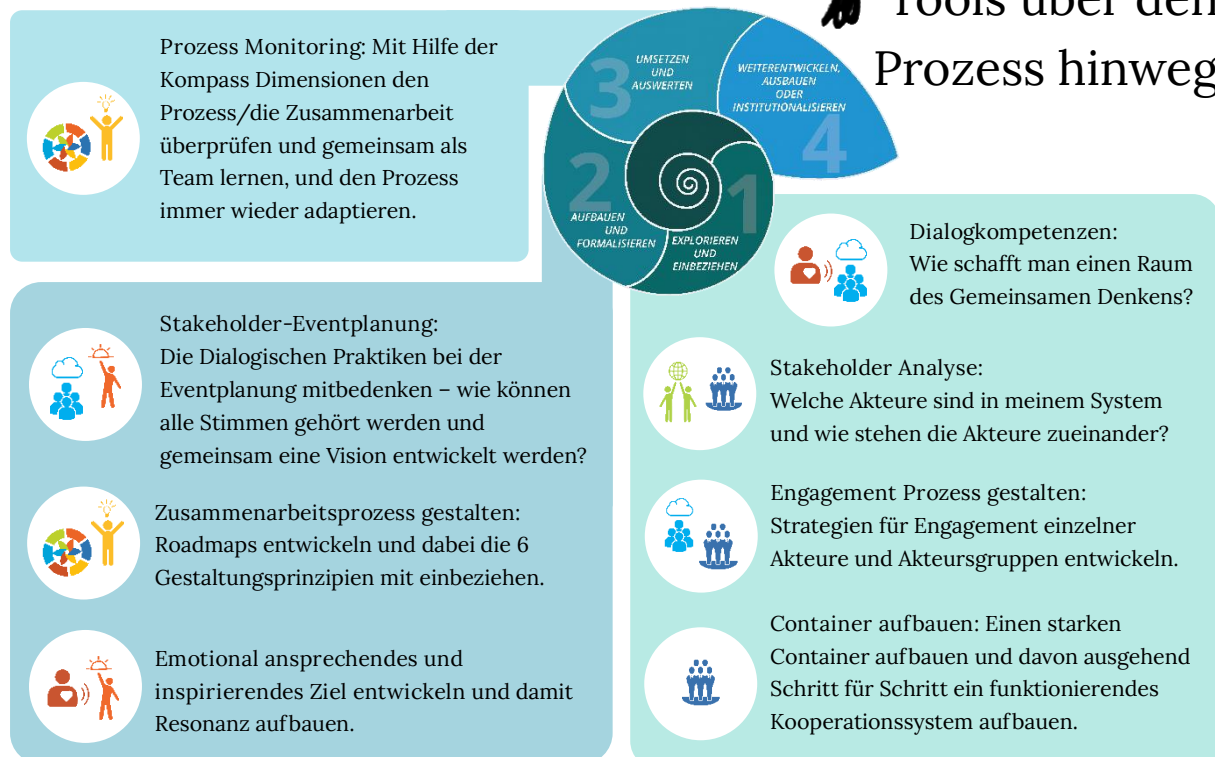 Tools über den
Prozess hinweg
Prozess Monitoring: Mit Hilfe der
Kompass Dimensionen den
Prozess/die Zusammenarbeit
überprüfen und gemeinsam als
Team lernen, und den Prozess
immer wieder adaptieren.
3
UMSETZEN
UND
AUSWERTEN
WEITERENTWICKELN,
AUSBAUEN
ODER
INSTITUTIONALISIEREN
4
2
AUFBAUEN
UND
FORMALISIEREN
1
EXPLORIEREN
UND
EINBEZIEHEN
Stakeholder-Eventplanung:
Die Dialogischen Praktiken bei der
Eventplanung mitbedenken – wie können
alle Stimmen gehört werden und
gemeinsam eine Vision entwickelt werden?
Zusammenarbeitsprozess gestalten:
Roadmaps entwickeln und dabei die 6
Gestaltungsprinzipien mit einbeziehen.
Emotional ansprechendes und
inspirierendes Ziel entwickeln und damit
Resonanz aufbauen.
Dialogkompetenzen:
Wie schafft man einen Raum
des Gemeinsamen Denkens?
Stakeholder Analyse:
Welche Akteure sind in meinem System
und wie stehen die Akteure zueinander?
Engagement Prozess gestalten:
Strategien für Engagement einzelner
Akteure und Akteursgruppen entwickeln.
Container aufbauen: Einen starken
Container aufbauen und davon ausgehend
Schritt für Schritt ein funktionierendes
Kooperationssystem aufbauen.